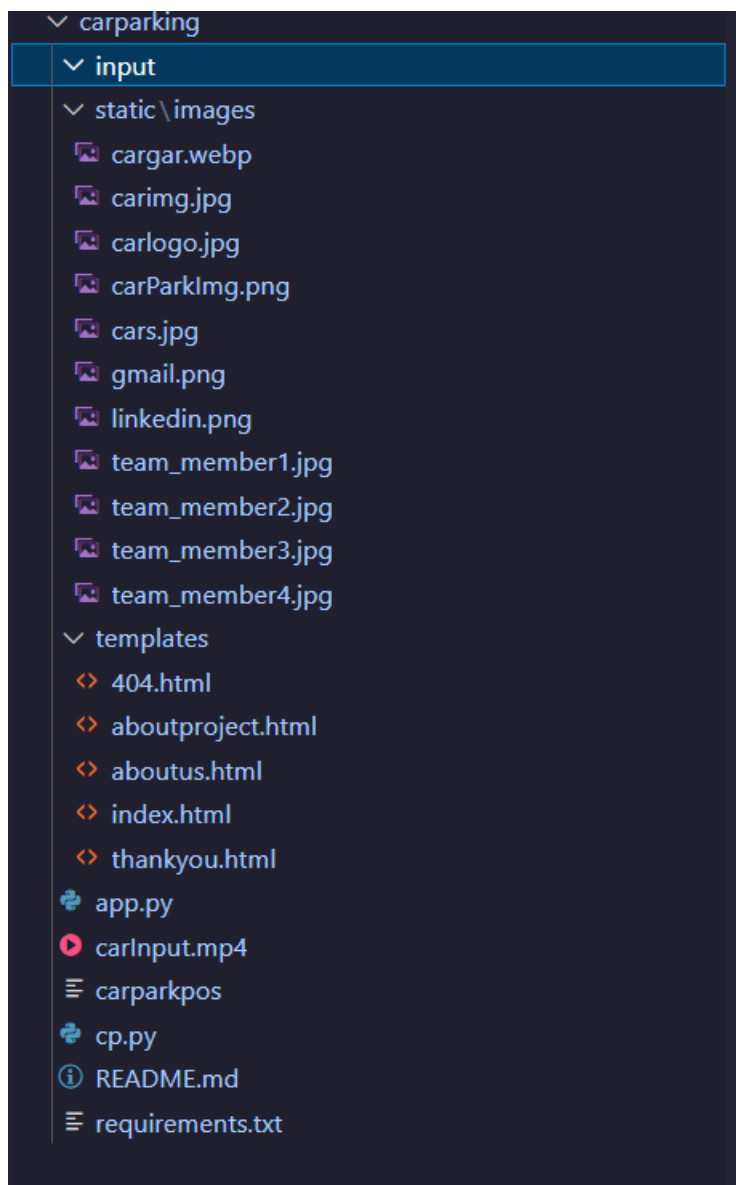 carparking
input
static\images
cargar.webp
carimg.jpg
carlogo.jpg
carParkImg.png
cars.jpg
gmail.png
linkedin.png
team_member1.jpg
team_member2.jpg
team_member3.jpg
team_member4.jpg
templates
404.html
aboutproject.html
aboutus.html
index.html
thankyou.html
app.py
carInput.mp4
carparkpos
cp.py
README.md
requirements.txt